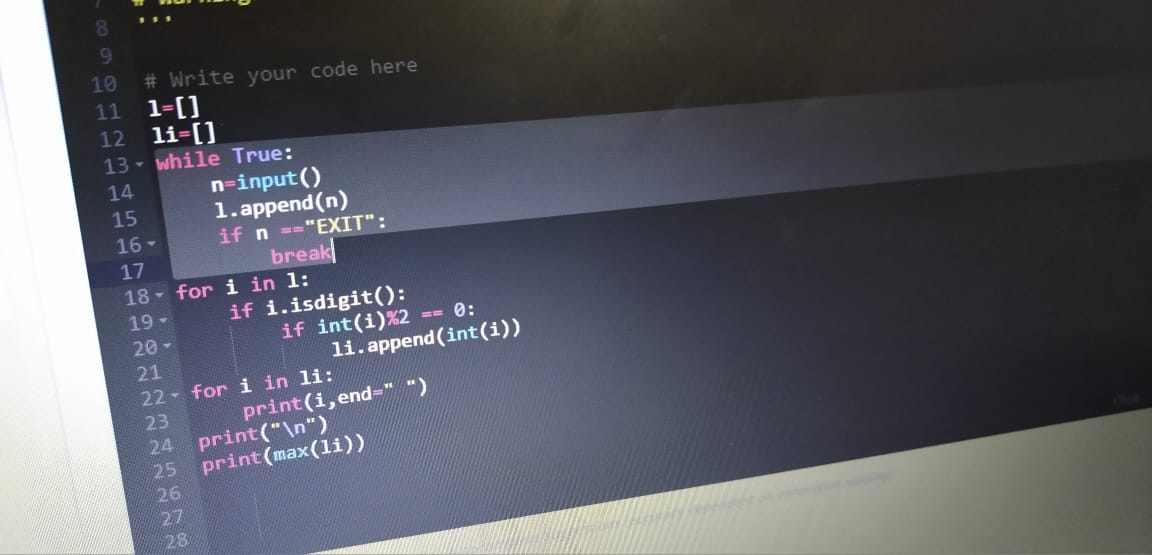 7 # Warning
8 '''
9
10 # Write your code here
11 l=[]
12 li=[]
13 while True:
14 n=input()
15 l.append(n)
16 if n =="EXIT":
17 break
18 for i in l:
19 if i.isdigit():
20 if int(i)%2 == 0:
21 li.append(int(i))
22 for i in li:
23 print(i,end=" ")
24 print("\n")
25 print(max(li))
26
27
28